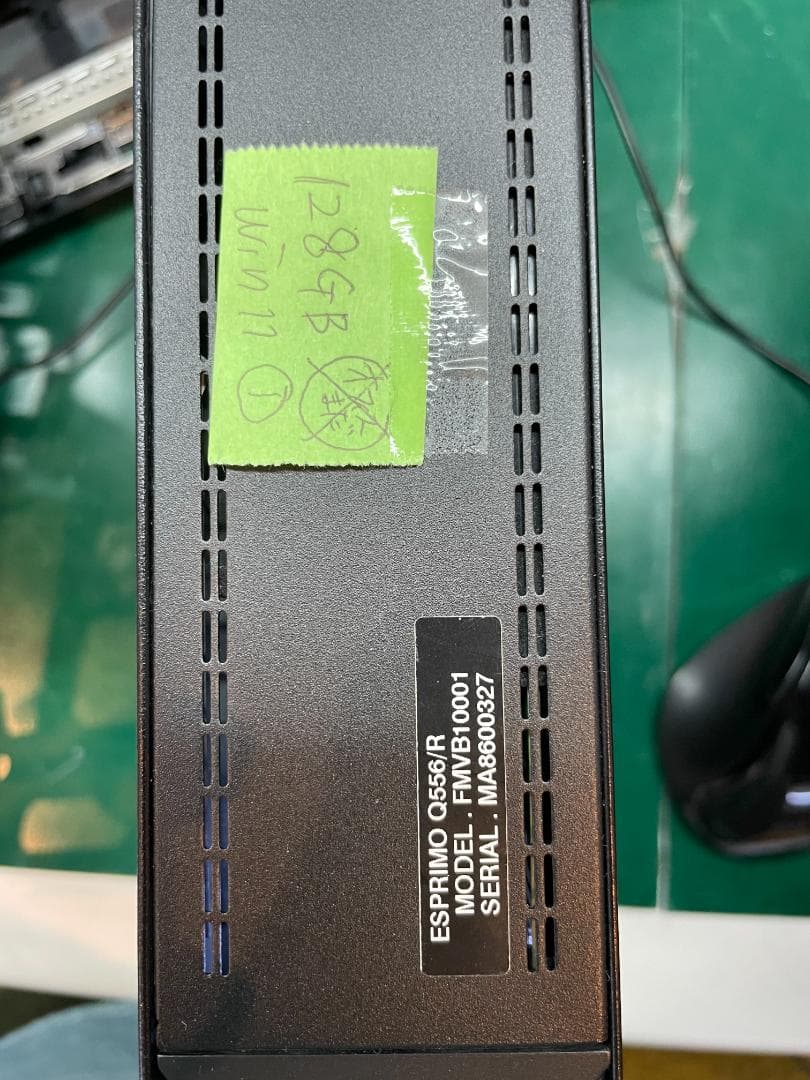 128GB
Win11 ①
ESPRIMO Q556/R
MODEL . FMVB10001
SERIAL . MA8600327